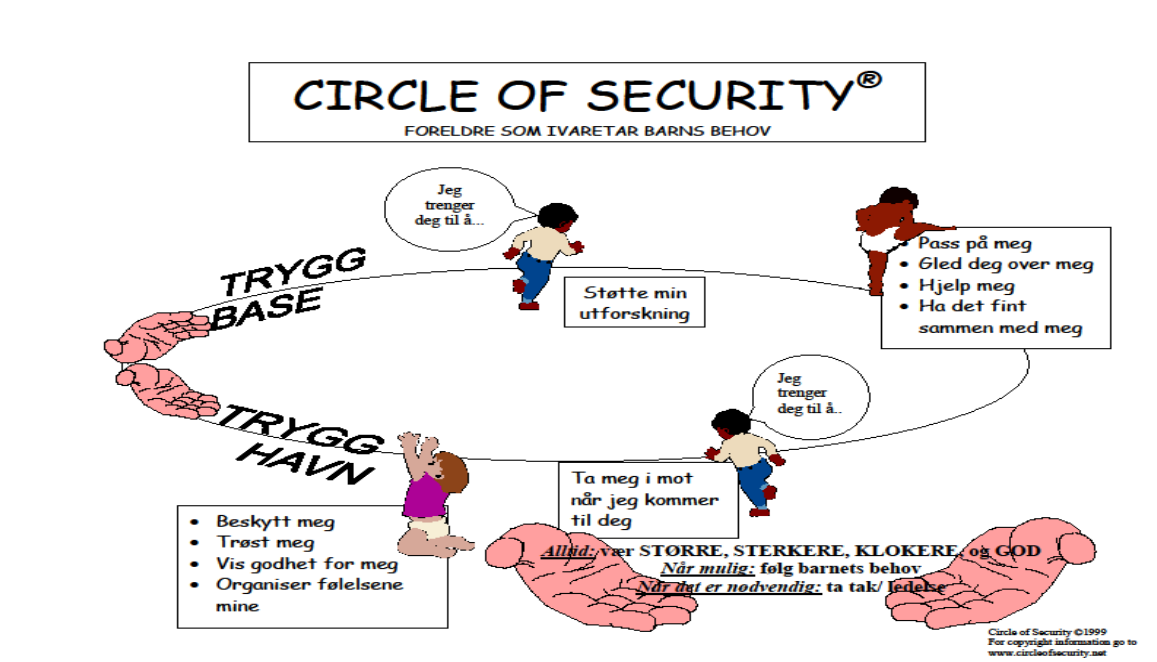 CIRCLE OF SECURITY®
FORELDRE SOM IVARETAR BARNS BEHOV
Jeg
trenger
deg til å...
TRYGG
BASE
Støtte min
utforskning
• Pass på meg
• Gled deg over meg
• Hjelp meg
• Ha det fint
sammen med meg
Jeg
trenger
deg til å..
TRYGG
HAVN
Ta meg i mot
når jeg kommer
til deg
• Beskytt meg
• Trøst meg
• Vis godhet for meg
• Organiser følelsene
mine
Alltid: vær STØRRE, STERKERE, KLOKERE, og GOD
Når mulig: følg barnets behov
Når det er nødvendig: ta tak/ ledelse
Circle of Security ©1999
For copyright information go to
www.circleofsecurity.net